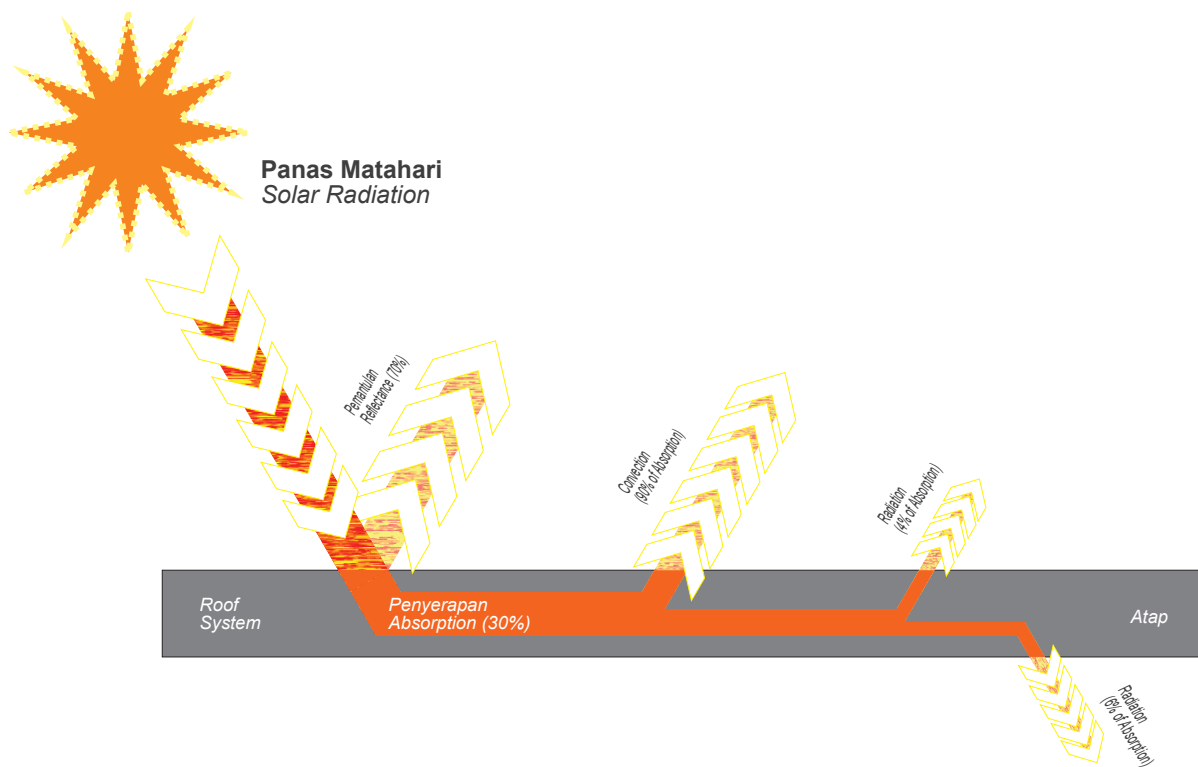 Panas Matahari
Solar Radiation
Pemantulan
Reflectance (70%)
Convection
(90% of Absorption)
Radiation
(4% of Absorption)
Roof
System
Penyerapan
Absorption (30%)
Atap
Radiation
(6% of Absorption)